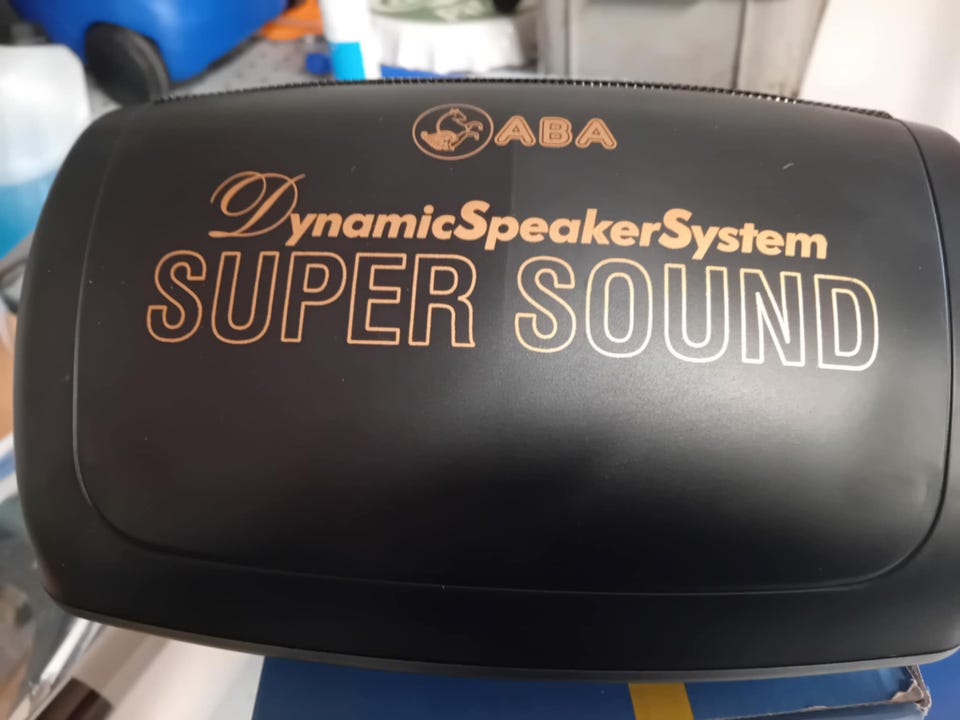 ABA
DynamicSpeakerSystem
SUPER SOUND